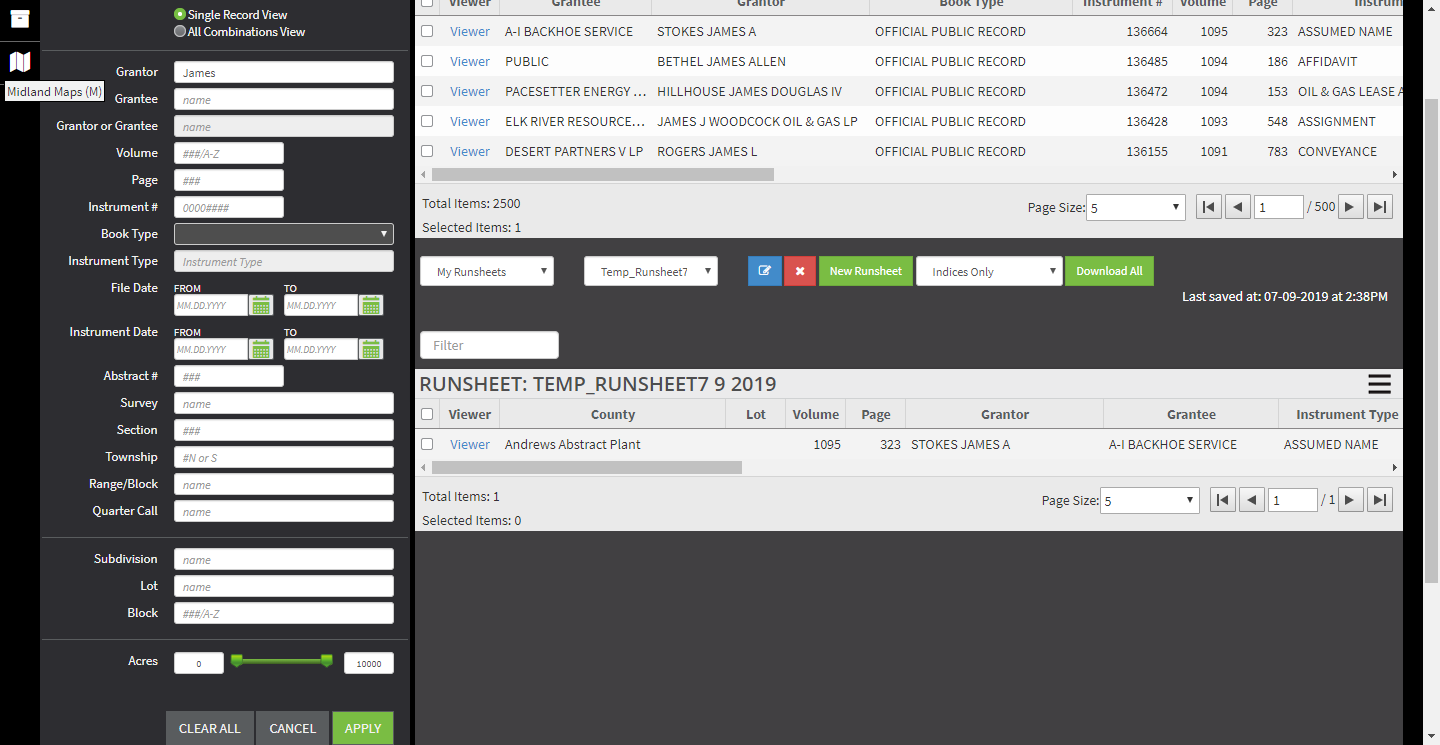 Single Record View
All Combinations View
Midland Maps (M)
Grantor James
Grantee name
Grantor or Grantee name
Volume ###/A-Z
Page ###
Instrument # 0000####
Book Type
Instrument Type Instrument Type
File Date FROM TO
MM.DD.YYYY MM.DD.YYYY
Instrument Date FROM TO
MM.DD.YYYY MM.DD.YYYY
Abstract # ###
Survey name
Section ###
Township #N or S
Range/Block name
Quarter Call name
Subdivision name
Lot name
Block ###/A-Z
Acres 0 10000
CLEAR ALL CANCEL APPLY
Viewer Grantee Grantor Book Type Instrument # Volume Page Instrum
Viewer A-I BACKHOE SERVICE STOKES JAMES A OFFICIAL PUBLIC RECORD 136664 1095 323 ASSUMED NAME
Viewer PUBLIC BETHEL JAMES ALLEN OFFICIAL PUBLIC RECORD 136485 1094 186 AFFIDAVIT
Viewer PACESETTER ENERGY ... HILLHOUSE JAMES DOUGLAS IV OFFICIAL PUBLIC RECORD 136472 1094 153 OIL & GAS LEASE A
Viewer ELK RIVER RESOURCE... JAMES J WOODCOCK OIL & GAS LP OFFICIAL PUBLIC RECORD 136428 1093 548 ASSIGNMENT
Viewer DESERT PARTNERS V LP ROGERS JAMES L OFFICIAL PUBLIC RECORD 136155 1091 783 CONVEYANCE
Total Items: 2500
Page Size: 5 1 / 500
Selected Items: 1
My Runsheets Temp_Runsheet7 New Runsheet Indices Only Download All
Last saved at: 07-09-2019 at 2:38PM
Filter
RUNSHEET: TEMP_RUNSHEET7 9 2019
Viewer County Lot Volume Page Grantor Grantee Instrument Type
Viewer Andrews Abstract Plant 1095 323 STOKES JAMES A A-I BACKHOE SERVICE ASSUMED NAME
Total Items: 1
Page Size: 5 1 / 1
Selected Items: 0